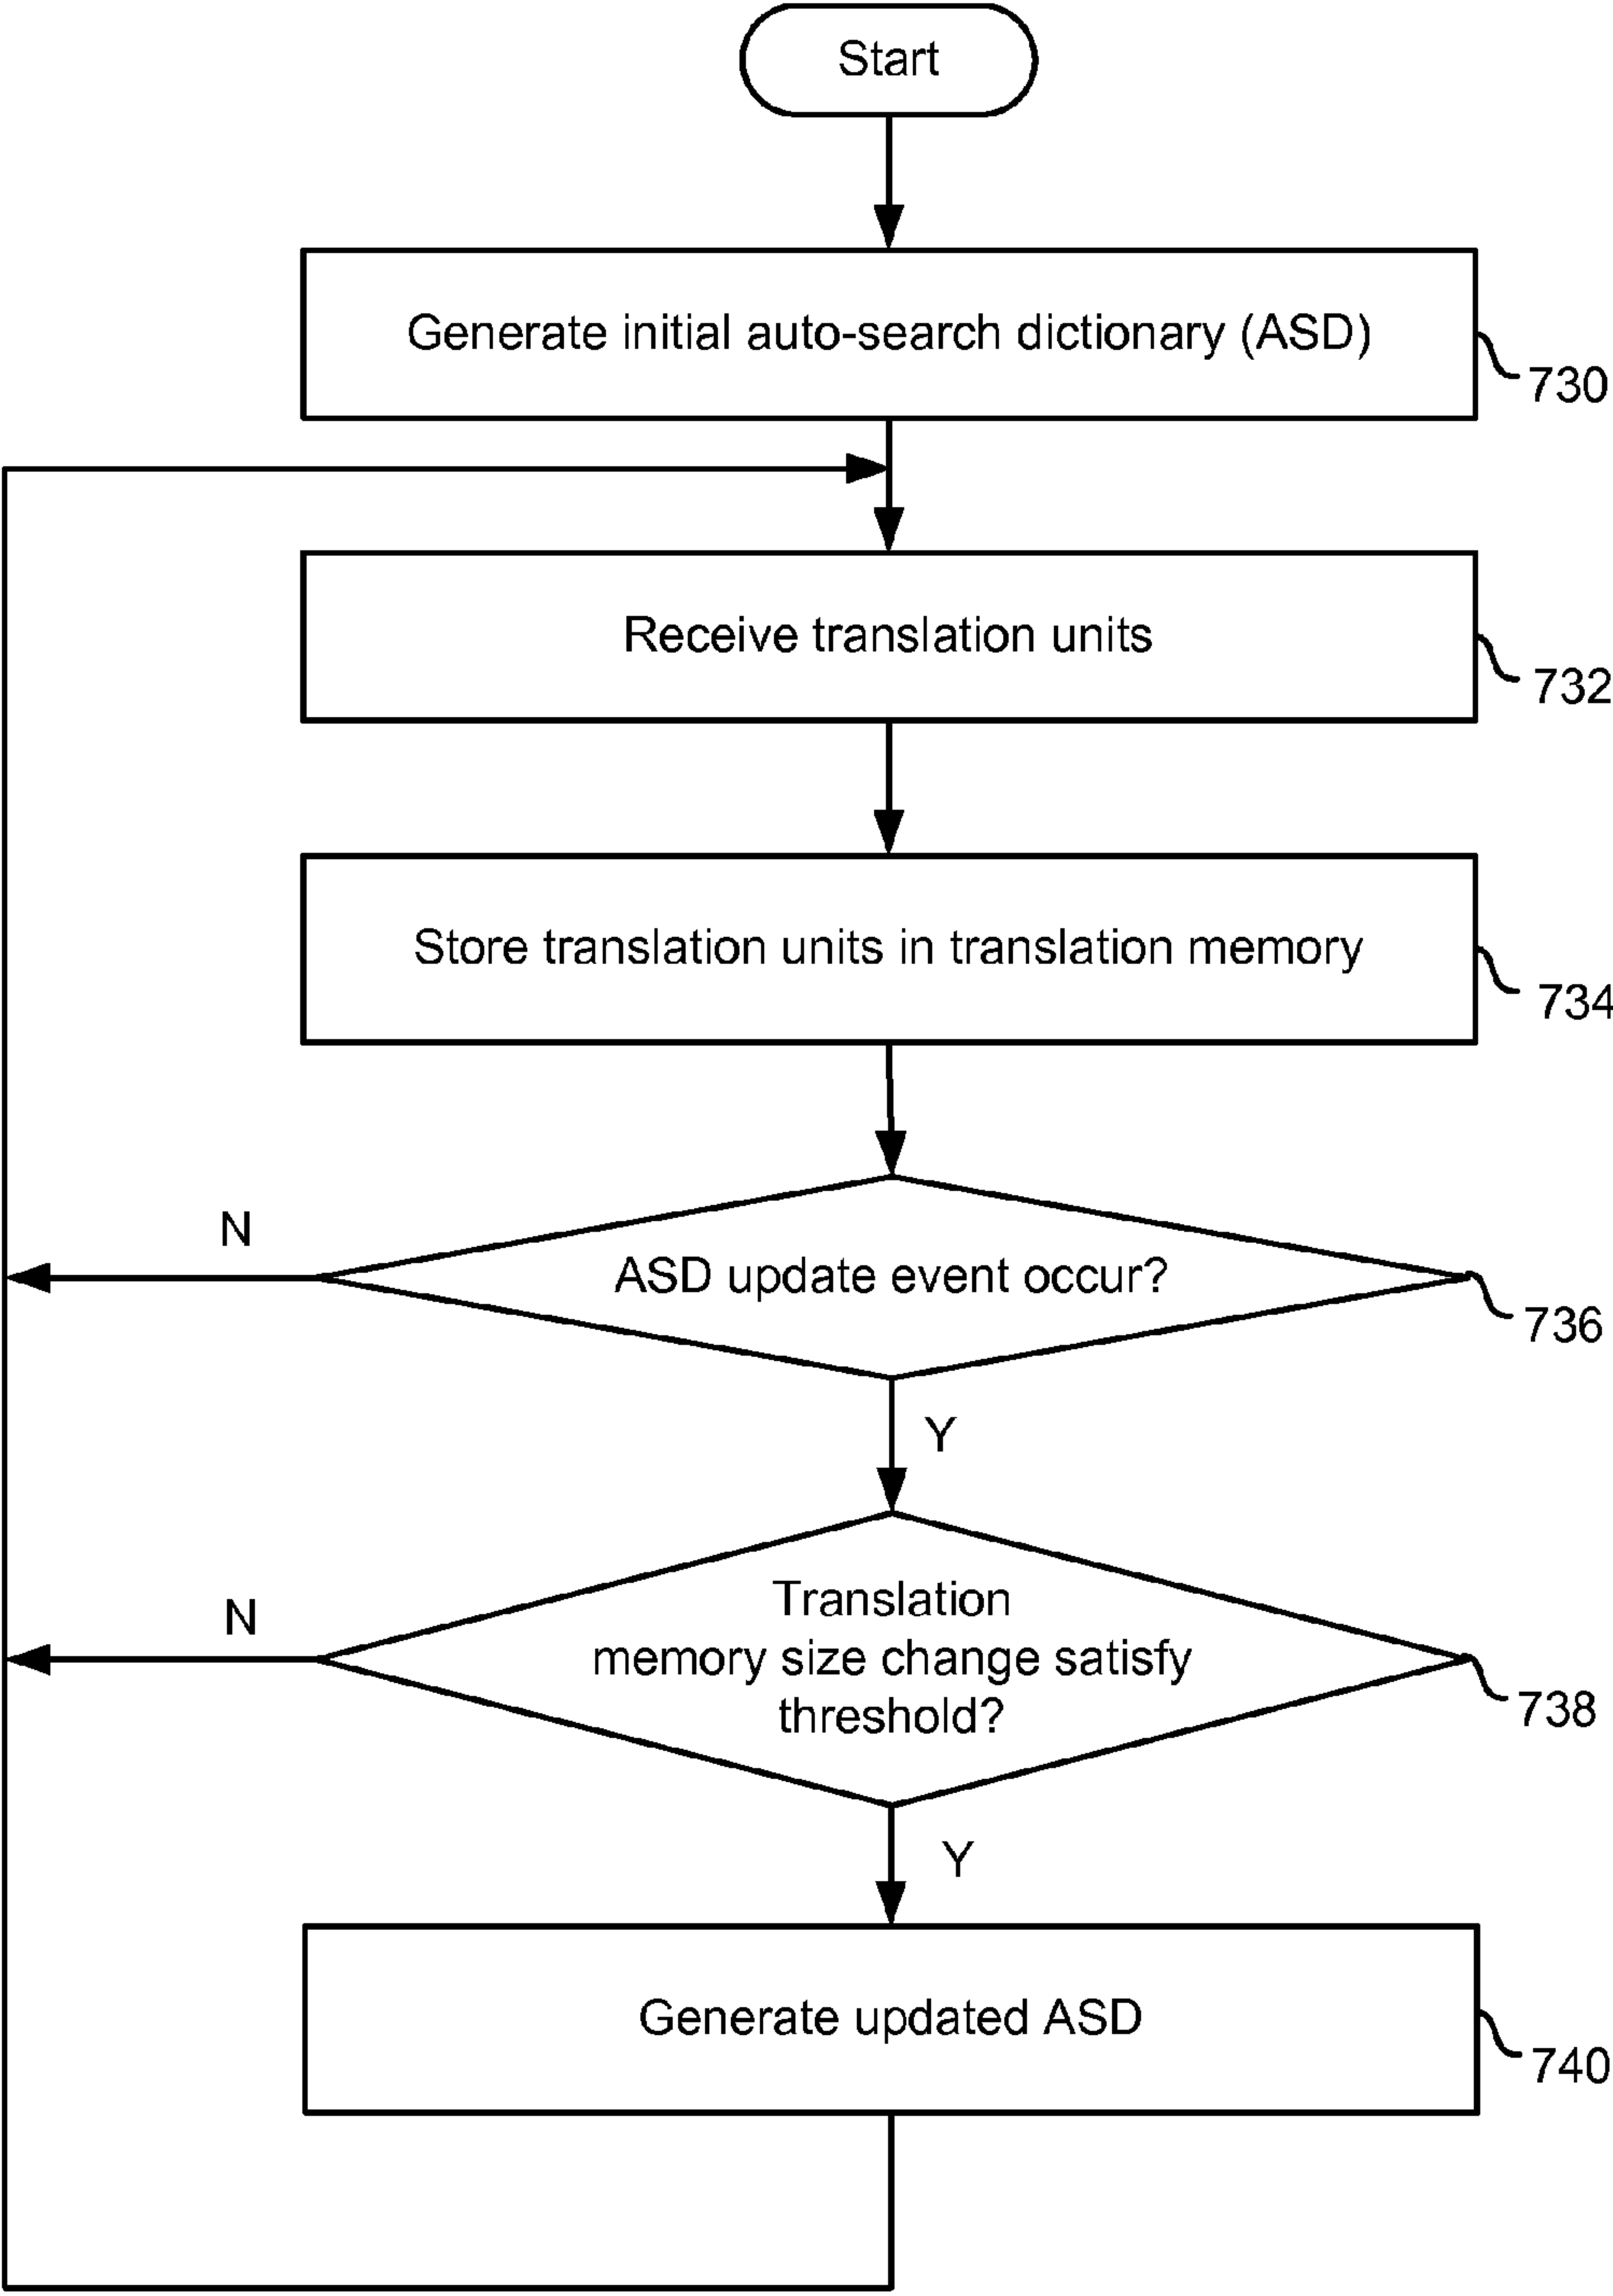 Start
Generate initial auto-search dictionary (ASD)
730
Receive translation units
732
Store translation units in translation memory
734
N
ASD update event occur?
736
Y
N
Translation
memory size change satisfy
threshold?
738
Y
Generate updated ASD
740